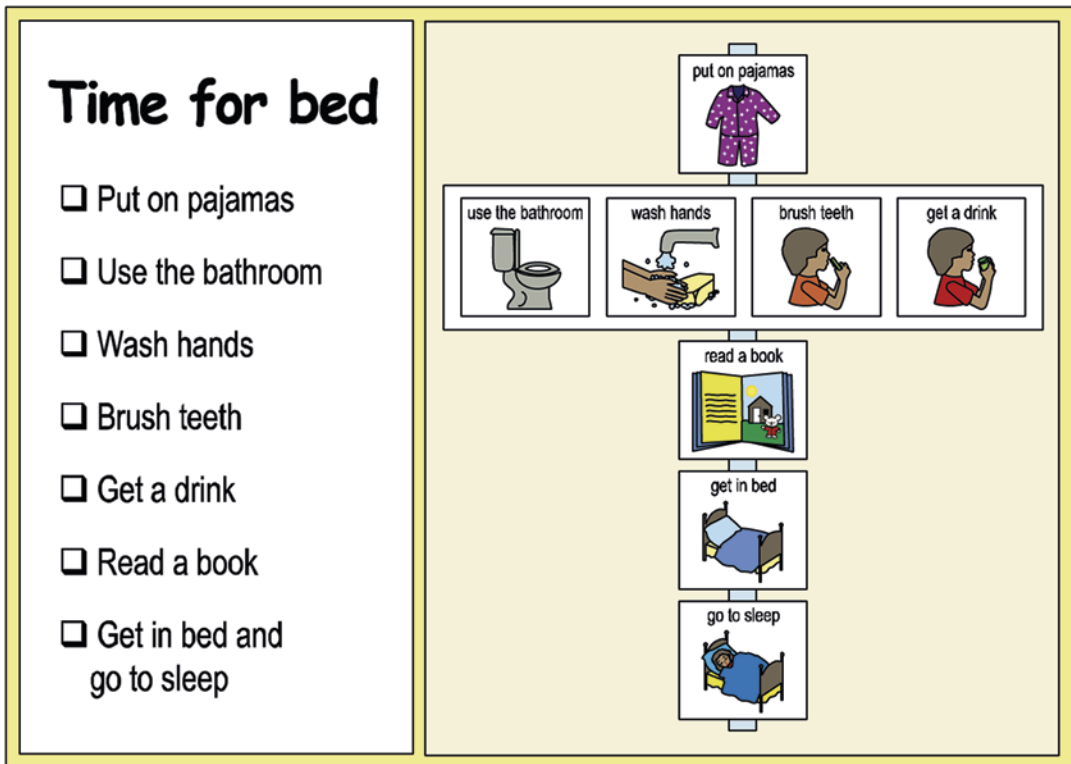 Time for bed
❑ Put on pajamas
❑ Use the bathroom
❑ Wash hands
❑ Brush teeth
❑ Get a drink
❑ Read a book
❑ Get in bed and
go to sleep
put on pajamas
use the bathroom
wash hands
brush teeth
get a drink
read a book
get in bed
go to sleep